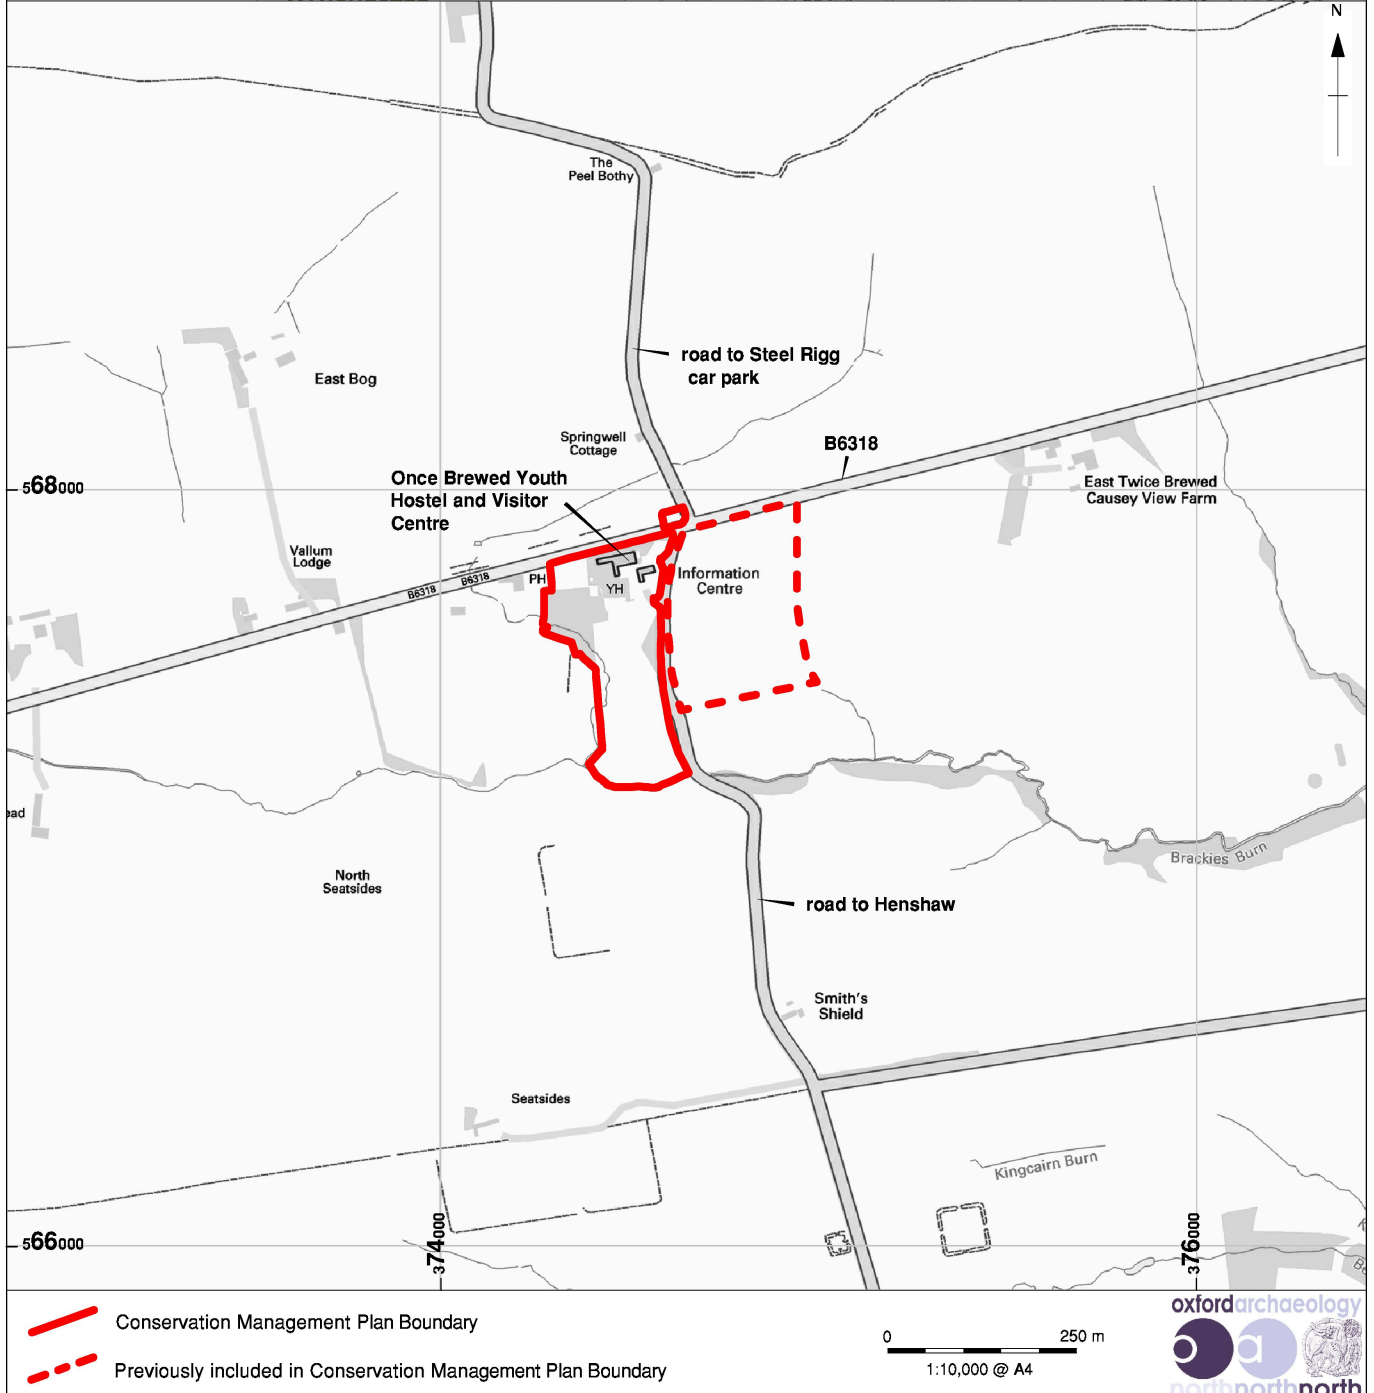 N
The
Peel Bothy
road to Steel Rigg
car park
East Bog
Springwell
Cottage
B6318
Once Brewed Youth
Hostel and Visitor
Centre
568000
East Twice Brewed
Causey View Farm
Vallum
Lodge
B6318
B6318
PH
YH
Information
Centre
ead
Brackies Burn
North
Seatsides
road to Henshaw
Smith's
Shield
Seatsides
Kingcairn Burn
566000
374000
376000
Conservation Management Plan Boundary
Previously included in Conservation Management Plan Boundary
0 250 m
1:10,000 @ A4
oxfordarchaeology
o a
northnorthnorth